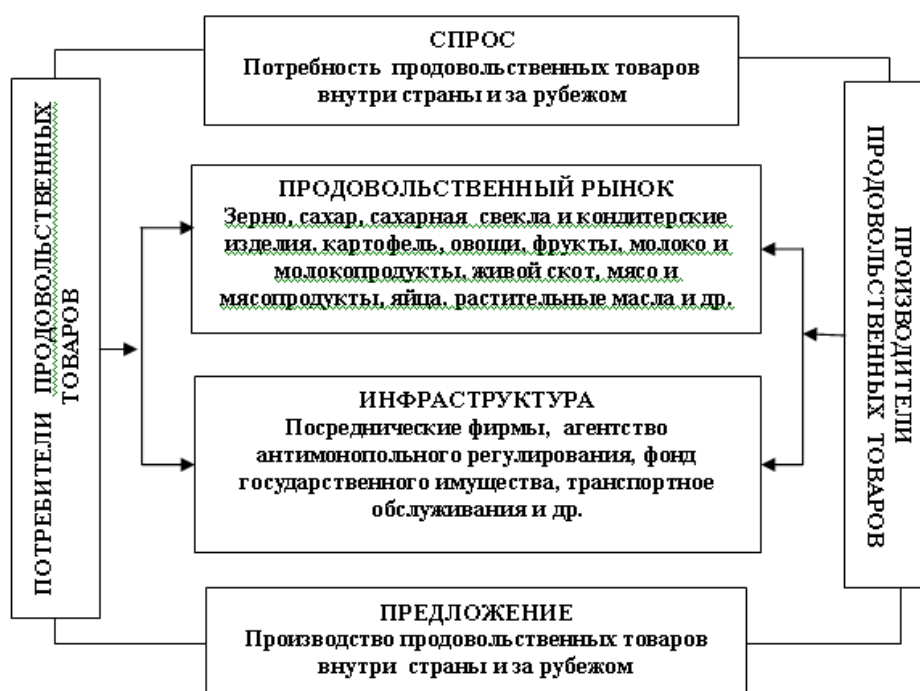 СПРОС
Потребность продовольственных товаров
внутри страны и за рубежом
ПОТРЕБИТЕЛИ ПРОДОВОЛЬСТВЕННЫХ
ТОВАРОВ
ПРОДОВОЛЬСТВЕННЫЙ РЫНОК
Зерно, сахар, сахарная свекла и кондитерские
изделия, картофель, овощи, фрукты, молоко и
молокопродукты, живой скот, мясо и
мясопродукты, яйца, растительные масла и др.
ИНФРАСТРУКТУРА
Посреднические фирмы, агентство
антимонопольного регулирования, фонд
государственного имущества, транспортное
обслуживания и др.
ПРОИЗВОДИТЕЛИ
ПРОДОВОЛЬСТВЕННЫХ ТОВАРОВ
ПРЕДЛОЖЕНИЕ
Производство продовольственных товаров
внутри страны и за рубежом